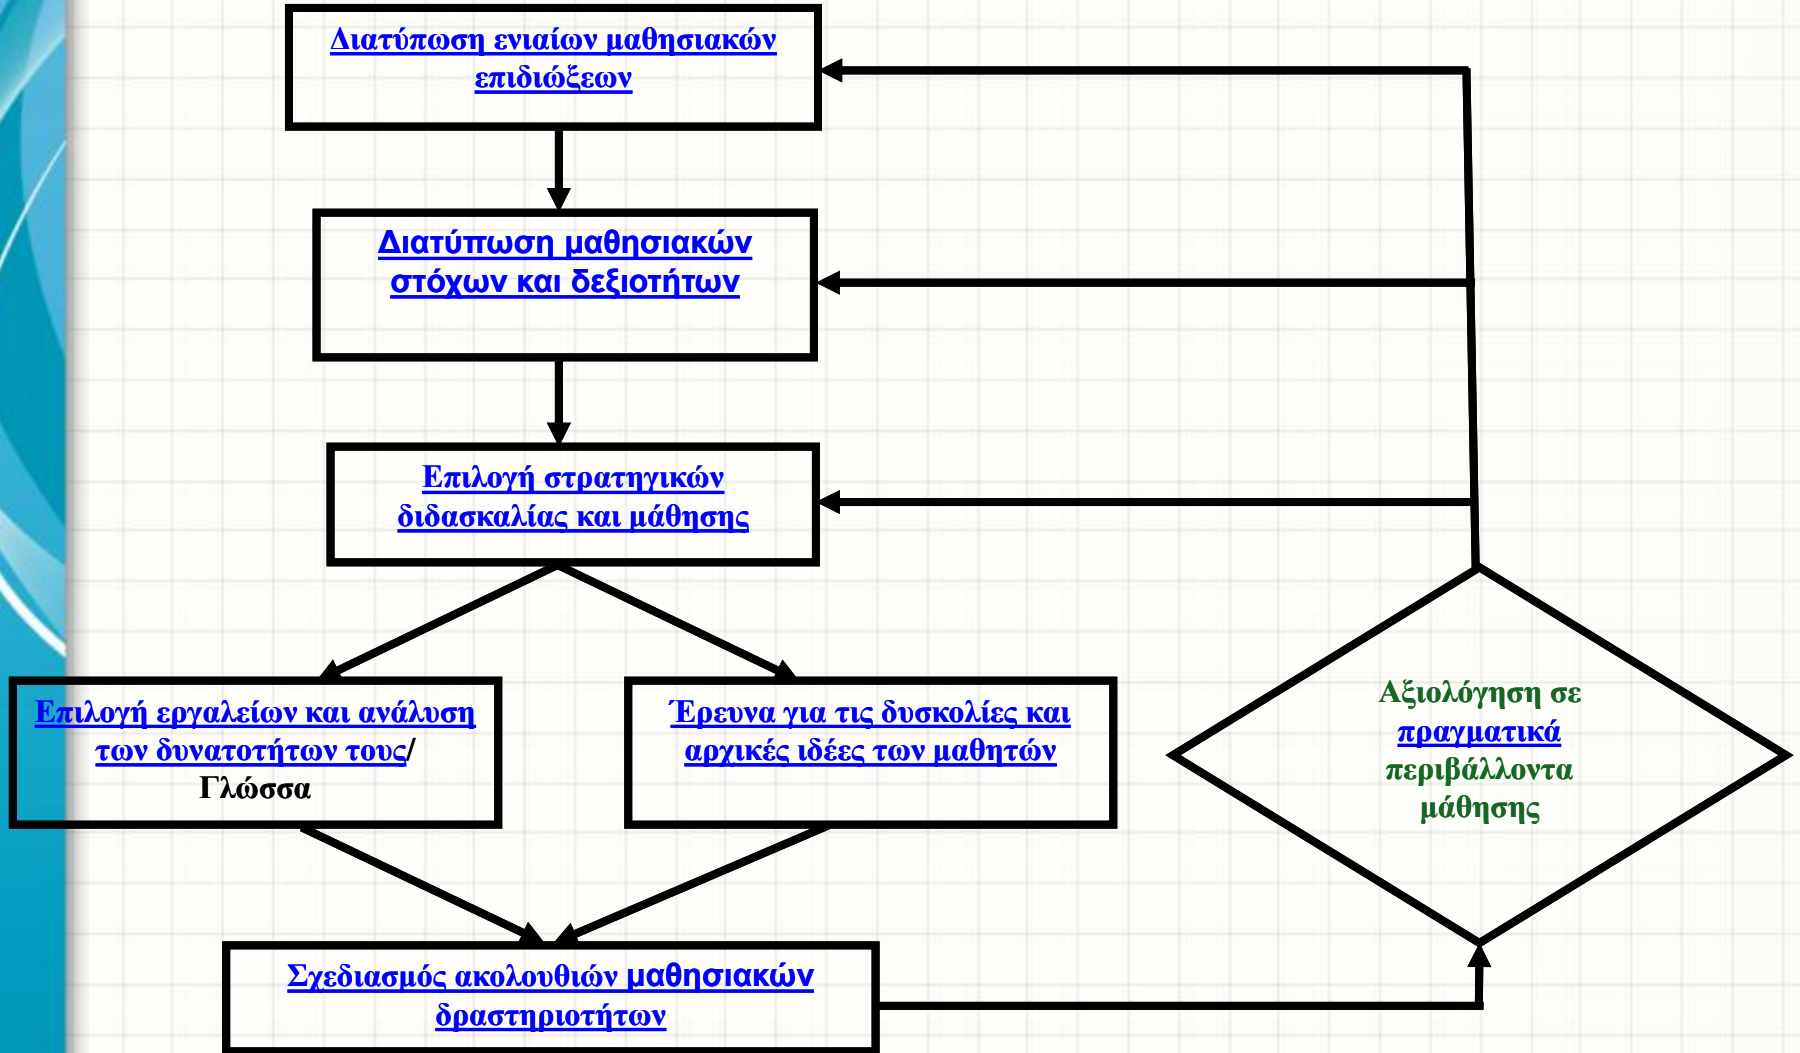 Διατύπωση ενιαίων μαθησιακών
επιδιώξεων
Διατύπωση μαθησιακών
στόχων και δεξιοτήτων
Επιλογή στρατηγικών
διδασκαλίας και μάθησης
Επιλογή εργαλείων και ανάλυση
των δυνατοτήτων τους/
Γλώσσα
Έρευνα για τις δυσκολίες και
αρχικές ιδέες των μαθητών
Αξιολόγηση σε
πραγματικά
περιβάλλοντα
μάθησης
Σχεδιασμός ακολουθιών μαθησιακών
δραστηριοτήτων